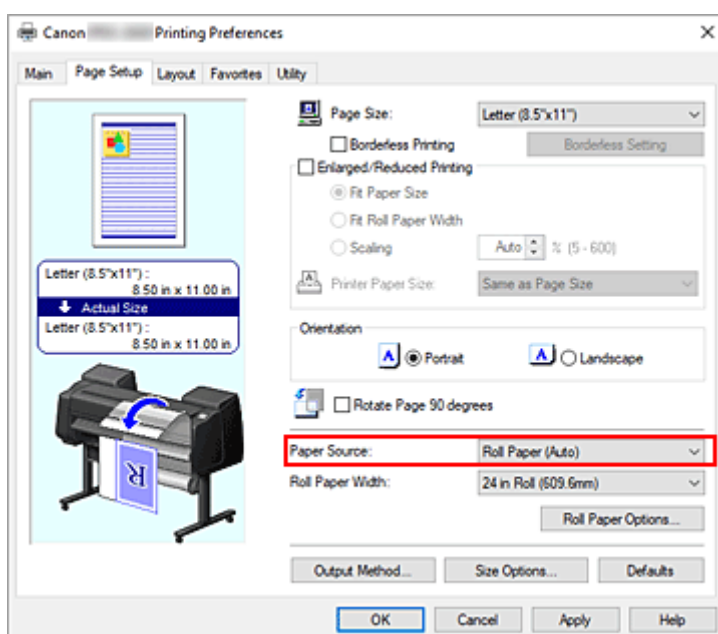 Canon Printing Preferences
Main Page Setup Layout Favorites Utility
Page Size: Letter (8.5"x11")
Borderless Printing Borderless Setting
Enlarged/Reduced Printing
Fit Paper Size
Fit Roll Paper Width
Scaling Auto % (5 - 600)
Printer Paper Size: Same as Page Size
Letter (8.5"x11") :
8.50 in x 11.00 in
Actual Size
Letter (8.5"x11") :
8.50 in x 11.00 in
Orientation
A Portrait A Landscape
Rotate Page 90 degrees
Paper Source: Roll Paper (Auto)
Roll Paper Width: 24 in Roll (609.6mm)
Roll Paper Options...
R
Output Method... Size Options... Defaults
OK Cancel Apply Help